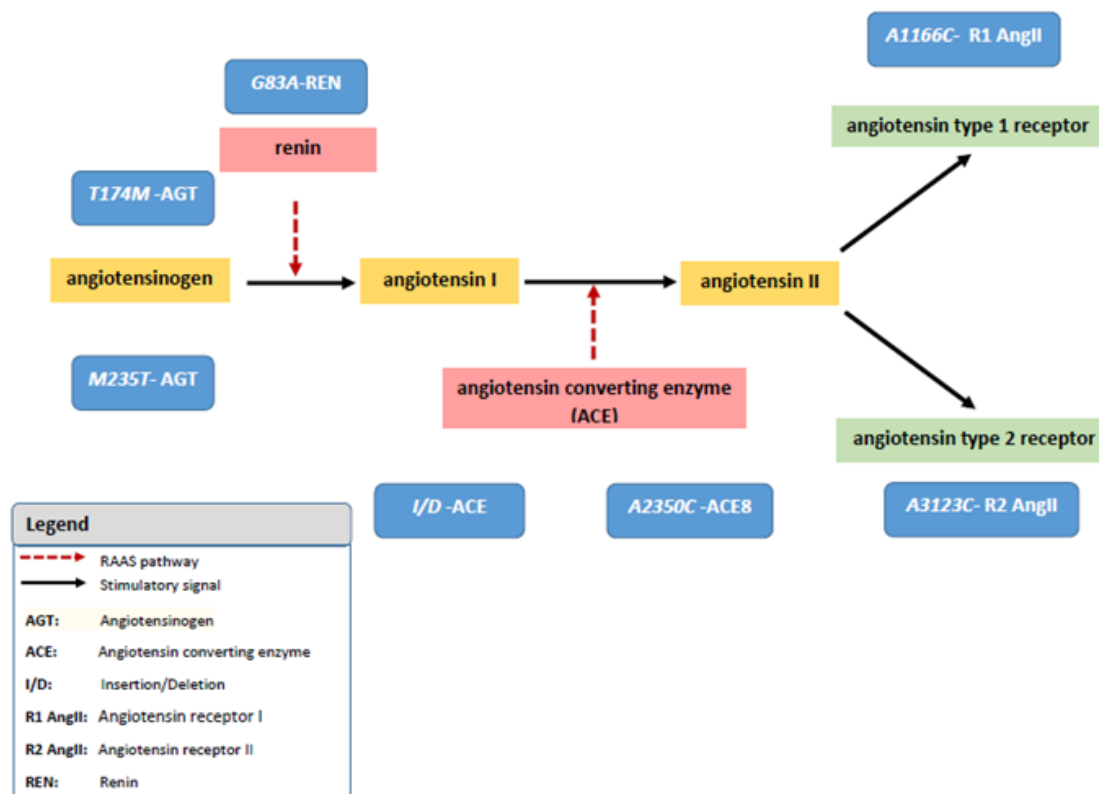 A1166C- R1 AngII
G83A-REN
angiotensin type 1 receptor
renin
T174M -AGT
angiotensinogen
angiotensin I
angiotensin II
M235T- AGT
angiotensin converting enzyme
(ACE)
angiotensin type 2 receptor
I/D -ACE
A2350C -ACE8
A3123C- R2 AngII
Legend
RAAS pathway
Stimulatory signal
AGT: Angiotensinogen
ACE: Angiotensin converting enzyme
I/D: Insertion/Deletion
R1 AngII: Angiotensin receptor I
R2 AngII: Angiotensin receptor II
REN: Renin